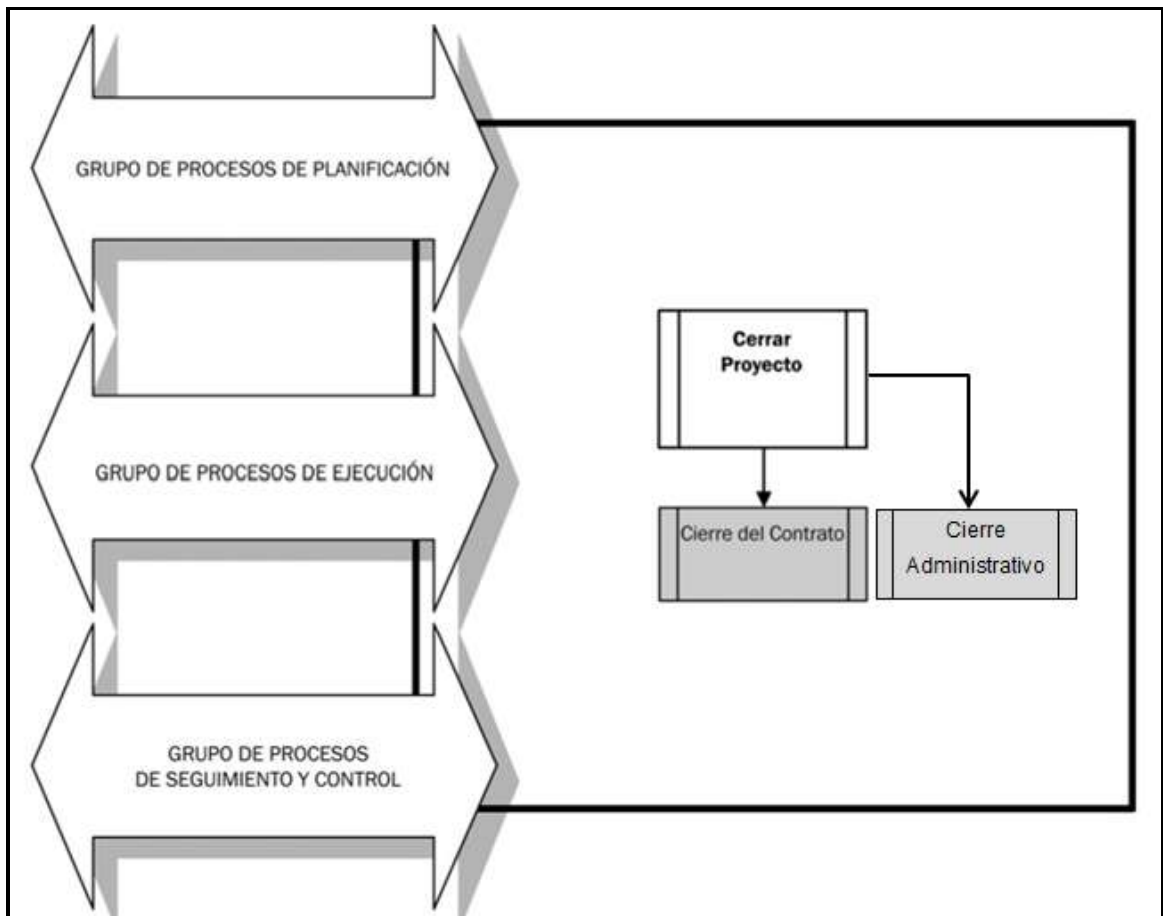 GRUPO DE PROCESOS DE PLANIFICACIÓN
GRUPO DE PROCESOS DE EJECUCIÓN
GRUPO DE PROCESOS
DE SEGUIMIENTO Y CONTROL
Cerrar
Proyecto
Cierre del Contrato
Cierre
Administrativo